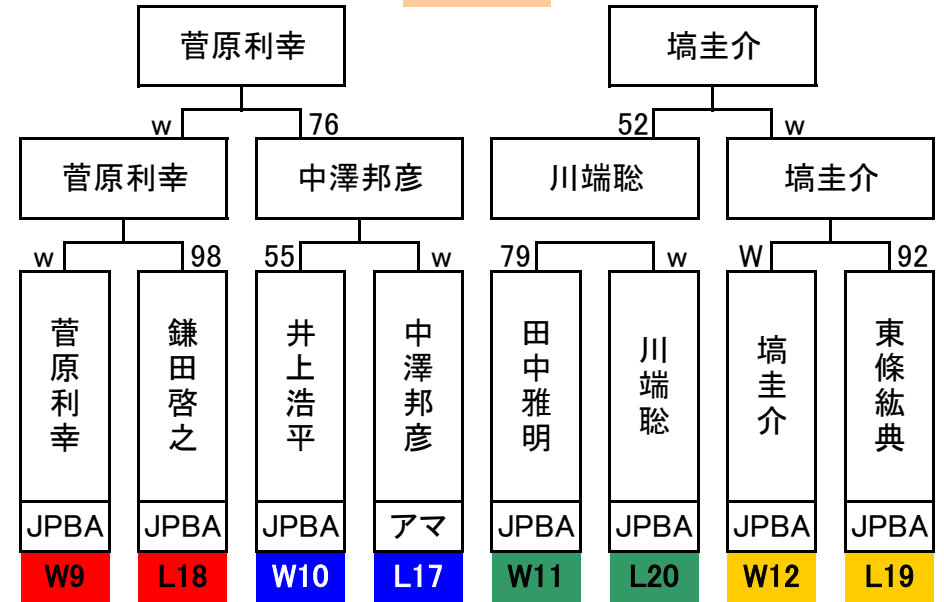 菅原利幸
塙圭介
w
76
52
w
菅原利幸
中澤邦彦
川端聡
塙圭介
w
98
55
w
79
w
W
92
菅原利幸
鎌田啓之
井上浩平
中澤邦彦
田中雅明
川端聡
塙圭介
東條紘典
JPBA
JPBA
JPBA
アマ
JPBA
JPBA
JPBA
JPBA
W9
L18
W10
L17
W11
L20
W12
L19